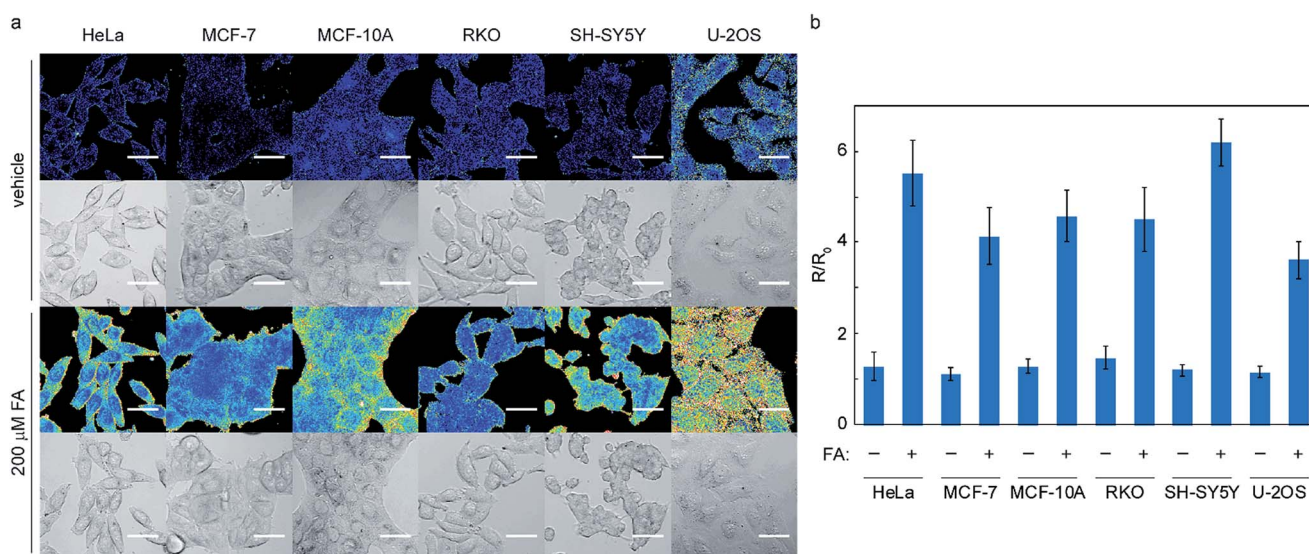 a
HeLa MCF-7 MCF-10A RKO SH-SY5Y U-2OS
vehicle
200 μM FA
b
R/R0
6
4
2
0
FA: – + – + – + – + – + – +
HeLa MCF-7 MCF-10A RKO SH-SY5Y U-2OS